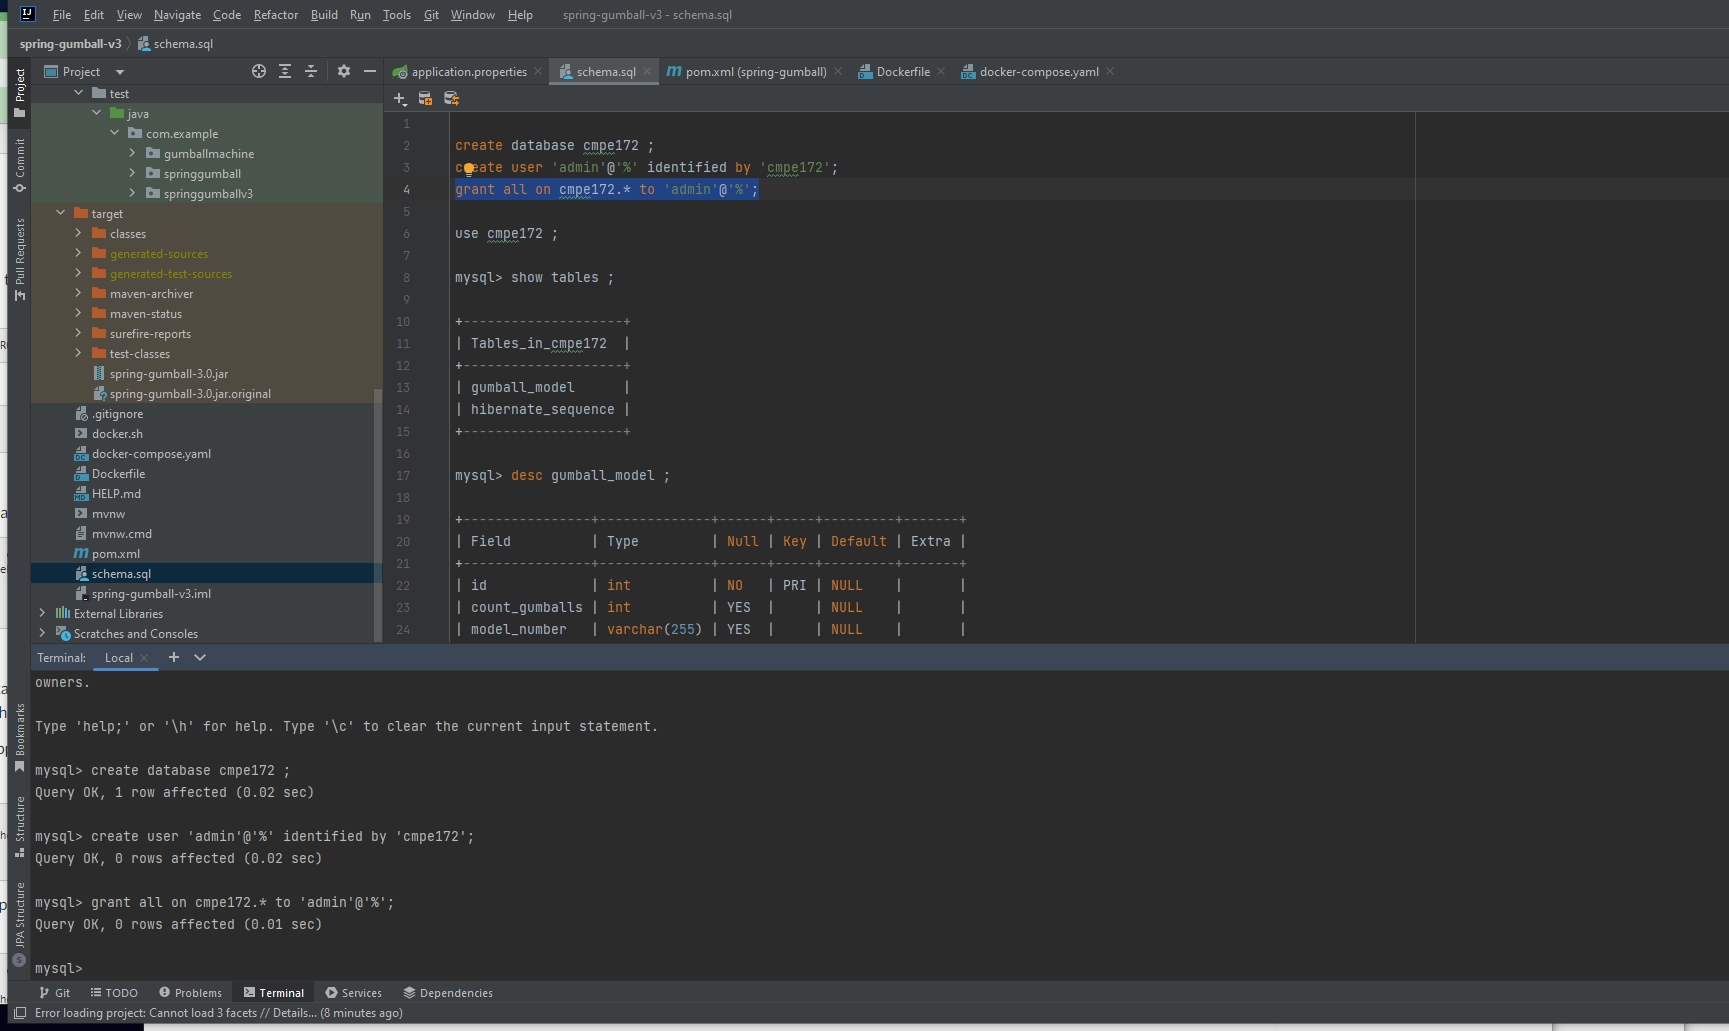 File Edit View Navigate Code Refactor Build Run Tools Git Window Help spring-gumball-v3 - schema.sql
spring-gumball-v3 schema.sql
Project
application.properties schema.sql pom.xml (spring-gumball) Dockerfile docker-compose.yaml
Project
Commit
Pull Requests
Bookmarks
Structure
JPA Structure
test
java
com.example
gumballmachine
springgumball
springgumballv3
target
classes
generated-sources
generated-test-sources
maven-archiver
maven-status
surefire-reports
test-classes
spring-gumball-3.0.jar
spring-gumball-3.0.jar.original
.gitignore
docker.sh
docker-compose.yaml
Dockerfile
HELP.md
mvnw
mvnw.cmd
pom.xml
schema.sql
spring-gumball-v3.iml
External Libraries
Scratches and Consoles
1
2 create database cmpe172 ;
3 create user 'admin'@'%' identified by 'cmpe172';
4 grant all on cmpe172.* to 'admin'@'%';
5
6 use cmpe172 ;
7
8 mysql> show tables ;
9
10 +--------------------+
11 | Tables_in_cmpe172  |
12 +--------------------+
13 | gumball_model      |
14 | hibernate_sequence |
15 +--------------------+
16
17 mysql> desc gumball_model ;
18
19 +----------------+--------------+------+-----+---------+-------+
20 | Field          | Type         | Null | Key | Default | Extra |
21 +----------------+--------------+------+-----+---------+-------+
22 | id             | int          | NO   | PRI | NULL    |       |
23 | count_gumballs | int          | YES  |     | NULL    |       |
24 | model_number   | varchar(255) | YES  |     | NULL    |       |
Terminal: Local
owners.
Type 'help;' or '\h' for help. Type '\c' to clear the current input statement.
mysql> create database cmpe172 ;
Query OK, 1 row affected (0.02 sec)
mysql> create user 'admin'@'%' identified by 'cmpe172';
Query OK, 0 rows affected (0.02 sec)
mysql> grant all on cmpe172.* to 'admin'@'%';
Query OK, 0 rows affected (0.01 sec)
mysql>
Git TODO Problems Terminal Services Dependencies
Error loading project: Cannot load 3 facets // Details... (8 minutes ago)